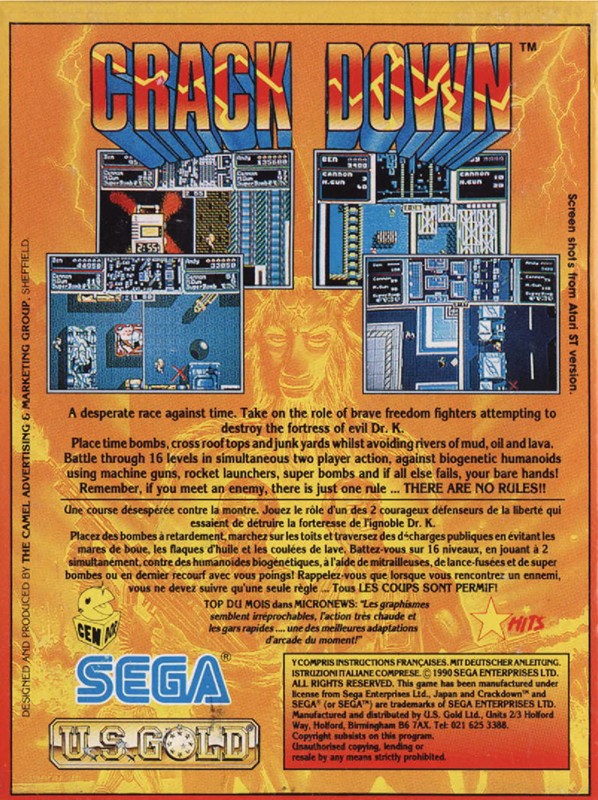 CRACK DOWN™
Screen shots from Atari ST version.
DESIGNED AND PRODUCED BY THE CAMEL ADVERTISING & MARKETING GROUP, SHEFFIELD.
A desperate race against time. Take on the role of brave freedom fighters attempting to
destroy the fortress of evil Dr. K.
Place time bombs, cross roof tops and junk yards whilst avoiding rivers of mud, oil and lava.
Battle through 16 levels in simultaneous two player action, against biogenetic humanoids
using machine guns, rocket launchers, super bombs and if all else fails, your bare hands!
Remember, if you meet an enemy, there is just one rule ... THERE ARE NO RULES!!
Une course désespérée contre la montre. Jouez le rôle d'un des 2 courageux défenseurs de la liberté qui
essaient de détruire la forteresse de l'ignoble Dr. K.
Placez des bombes à retardement, marchez sur les toits et traversez des décharges publiques en évitant les
mares de boue, les flaques d'huile et les coulées de lava. Battez-vous sur 16 niveaux, en jouant à 2
simultanément, contre des humanoïdes biogénétiques, à l'aide de mitrailleuses, de lance-fusées et de super
bombes ou en dernier recourf avec vos poings! Rappelez-vous que lorsque vous rencontrez un ennemi,
vous ne devez suivre qu'une seule règle ... Tous LES COUPS SONT PERMIF!
TOP DU MOIS dans MICRONEWS: "Les graphismes
semblent irréprochables, l'action très chaude et
les gars rapides .... une des meilleures adaptations
d'arcade du moment!"
GEN D'OR
HITS
SEGA®
U.S. GOLD®
Y COMPRIS INSTRUCTIONS FRANÇAISES. MIT DEUTSCHER ANLEITUNG.
ISTRUZIONI ITALIANE COMPRESE. © 1990 SEGA ENTERPRISES LTD.
ALL RIGHTS RESERVED. This game has been manufactured under
license from Sega Enterprises Ltd., Japan and Crackdown™ and
SEGA® (or SEGA™) are trademarks of SEGA ENTERPRISES LTD.
Manufactured and distributed by U.S. Gold Ltd., Units 2/3 Holford
Way, Holford, Birmingham B6 7AX. Tel: 021 625 3388.
Copyright subsists on this program.
Unauthorised copying, lending or
resale by any means strictly prohibited.